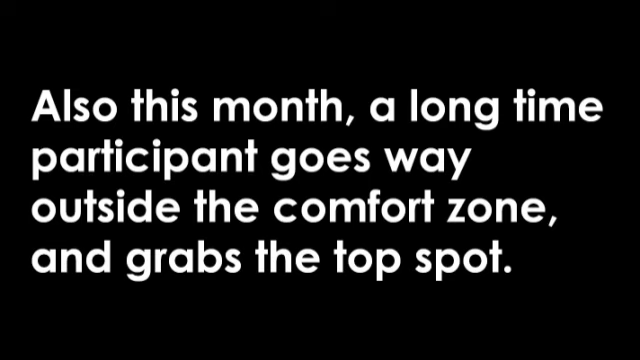 Also this month, a long time
participant goes way
outside the comfort zone,
and grabs the top spot.